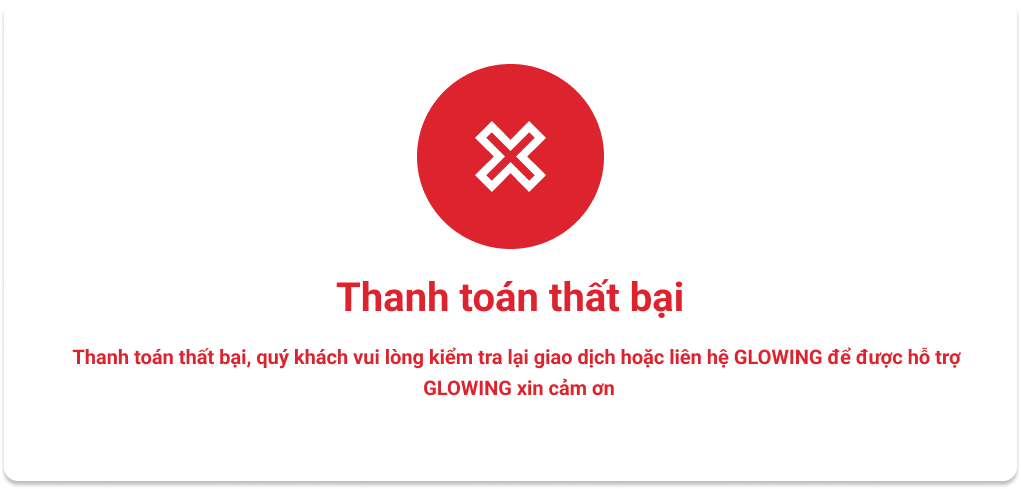 Thanh toán thất bại
Thanh toán thất bại, quý khách vui lòng kiểm tra lại giao dịch hoặc liên hệ GLOWING để được hỗ trợ
GLOWING xin cảm ơn